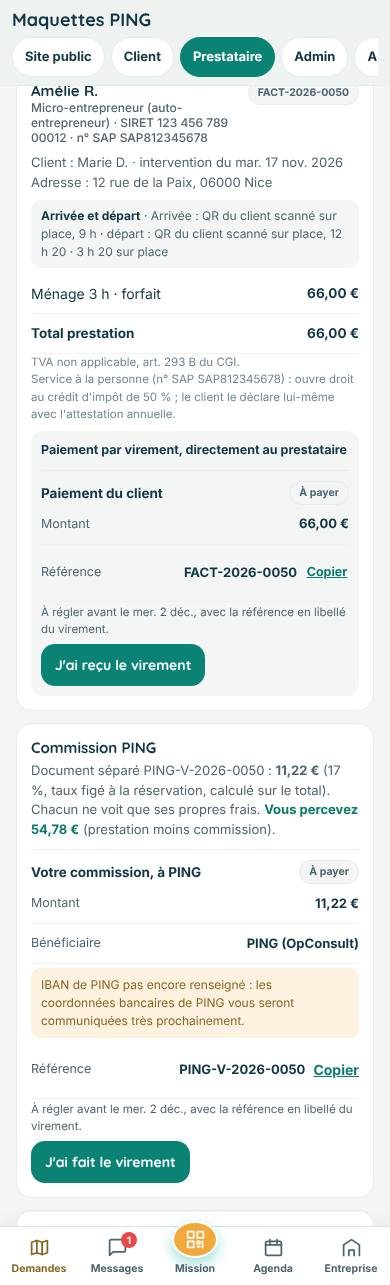 Maquettes PING
Site public
Client
Prestataire
Admin
A
Amélie R.
FACT-2026-0050
Micro-entrepreneur (auto-
entrepreneur) · SIRET 123 456 789
00012 · n° SAP SAP812345678
Client : Marie D. · intervention du mar. 17 nov. 2026
Adresse : 12 rue de la Paix, 06000 Nice
Arrivée et départ · Arrivée : QR du client scanné sur
place, 9 h · départ : QR du client scanné sur place, 12
h 20 · 3 h 20 sur place
Ménage 3 h · forfait 66,00 €
Total prestation 66,00 €
TVA non applicable, art. 293 B du CGI.
Service à la personne (n° SAP SAP812345678) : ouvre droit
au crédit d'impôt de 50 % ; le client le déclare lui-même
avec l'attestation annuelle.
Paiement par virement, directement au prestataire
Paiement du client À payer
Montant 66,00 €
Référence FACT-2026-0050 Copier
À régler avant le mer. 2 déc., avec la référence en libellé
du virement.
J'ai reçu le virement
Commission PING
Document séparé PING-V-2026-0050 : 11,22 € (17
%, taux figé à la réservation, calculé sur le total).
Chacun ne voit que ses propres frais. Vous percevez
54,78 € (prestation moins commission).
Votre commission, à PING À payer
Montant 11,22 €
Bénéficiaire PING (OpConsult)
IBAN de PING pas encore renseigné : les
coordonnées bancaires de PING vous seront
communiquées très prochainement.
Référence PING-V-2026-0050 Copier
À régler avant le mer. 2 déc., avec la référence en libellé du
virement.
J'ai fait le virement
1
Demandes
Messages
Mission
Agenda
Entreprise